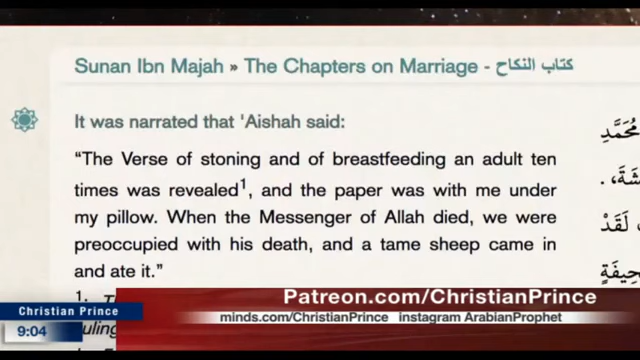 Sunan Ibn Majah » The Chapters on Marriage - كتاب النكاح
It was narrated that 'Aishah said:
"The Verse of stoning and of breastfeeding an adult ten
times was revealed1, and the paper was with me under
my pillow. When the Messenger of Allah died, we were
preoccupied with his death, and a tame sheep came in
and ate it."
مُحَمَّدِ
لَقَدْ
1.
Patreon.com/ChristianPrince
Christian Prince
minds.com/ChristianPrince instagram ArabianProphet
9:04